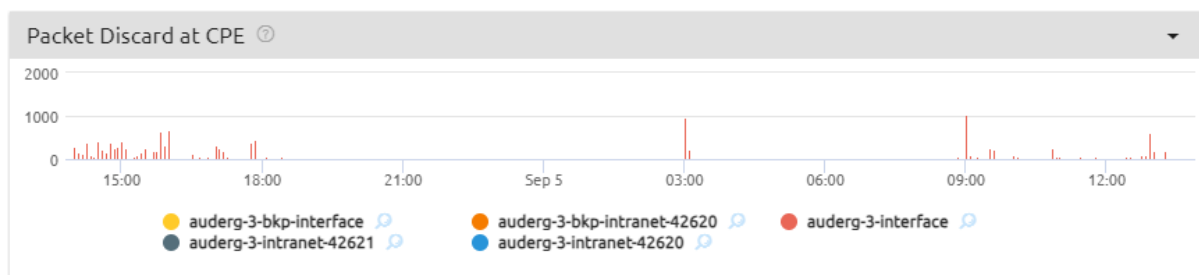 Packet Discard at CPE ?
2000
1000
0
15:00 18:00 21:00 Sep 5 03:00 06:00 09:00 12:00
auderg-3-bkp-interface auderg-3-bkp-intranet-42620 auderg-3-interface
auderg-3-intranet-42621 auderg-3-intranet-42620